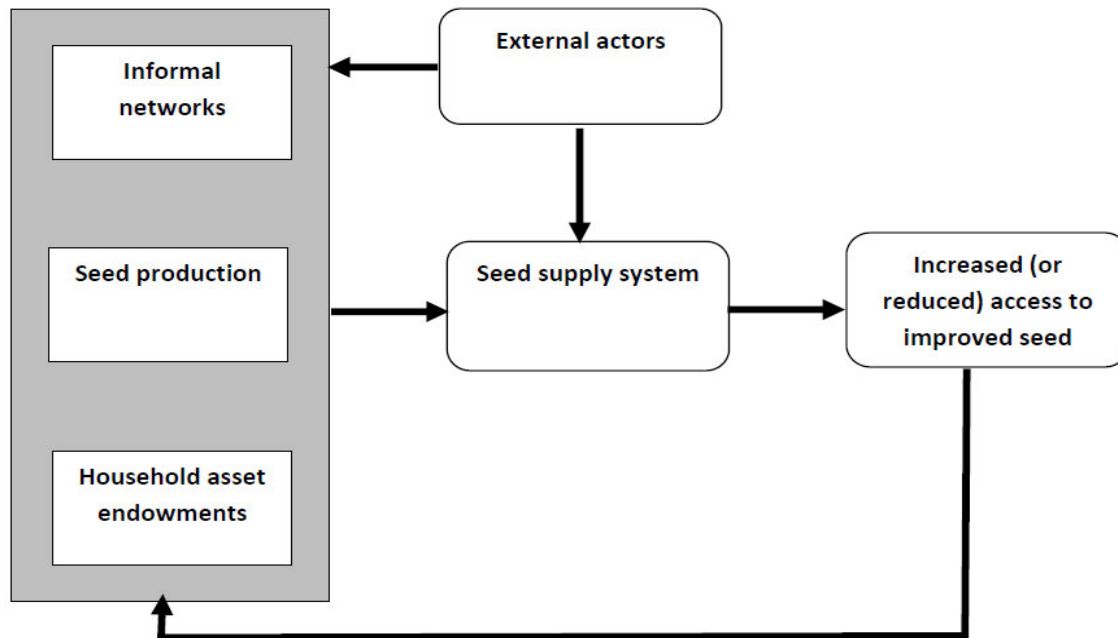 Informal
networks
External actors
Seed production
Seed supply system
Increased (or
reduced) access to
improved seed
Household asset
endowments